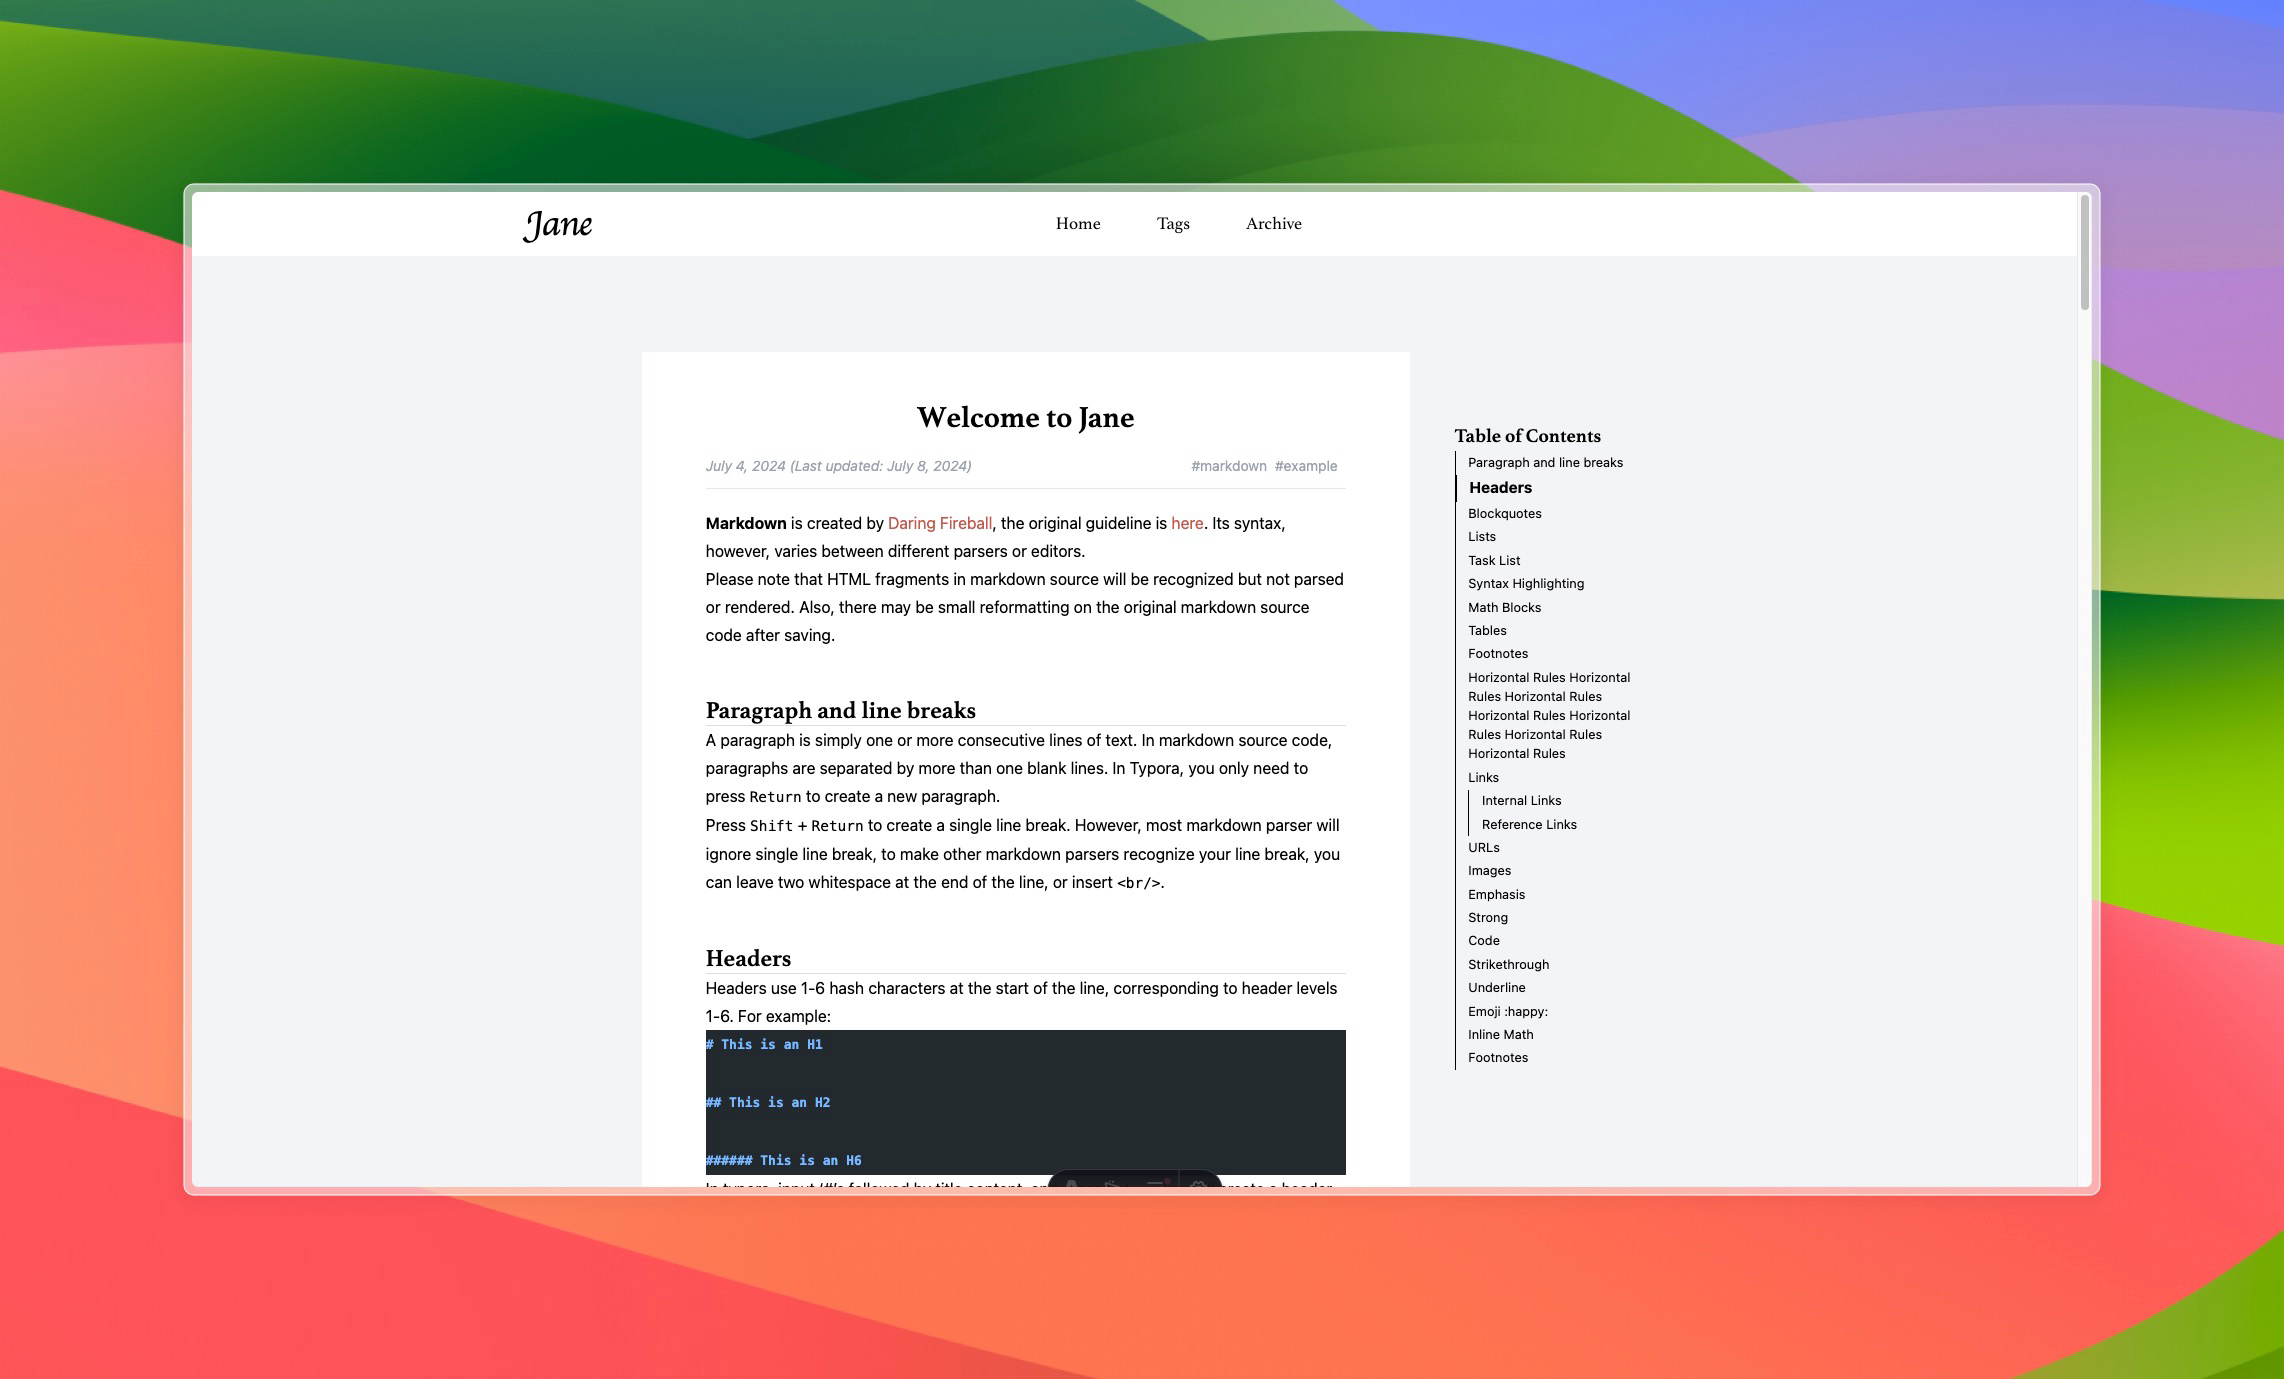 Jane
Home Tags Archive
Welcome to Jane
July 4, 2024 (Last updated: July 8, 2024) #markdown #example
Markdown is created by Daring Fireball, the original guideline is here. Its syntax,
however, varies between different parsers or editors.
Please note that HTML fragments in markdown source will be recognized but not parsed
or rendered. Also, there may be small reformatting on the original markdown source
code after saving.
Paragraph and line breaks
A paragraph is simply one or more consecutive lines of text. In markdown source code,
paragraphs are separated by more than one blank lines. In Typora, you only need to
press Return to create a new paragraph.
Press Shift + Return to create a single line break. However, most markdown parser will
ignore single line break, to make other markdown parsers recognize your line break, you
can leave two whitespace at the end of the line, or insert <br/>.
Headers
Headers use 1-6 hash characters at the start of the line, corresponding to header levels
1-6. For example:
# This is an H1
## This is an H2
###### This is an H6
Table of Contents
Paragraph and line breaks
Headers
Blockquotes
Lists
Task List
Syntax Highlighting
Math Blocks
Tables
Footnotes
Horizontal Rules Horizontal
Rules Horizontal Rules
Horizontal Rules Horizontal
Rules Horizontal Rules
Horizontal Rules
Links
Internal Links
Reference Links
URLs
Images
Emphasis
Strong
Code
Strikethrough
Underline
Emoji :happy:
Inline Math
Footnotes